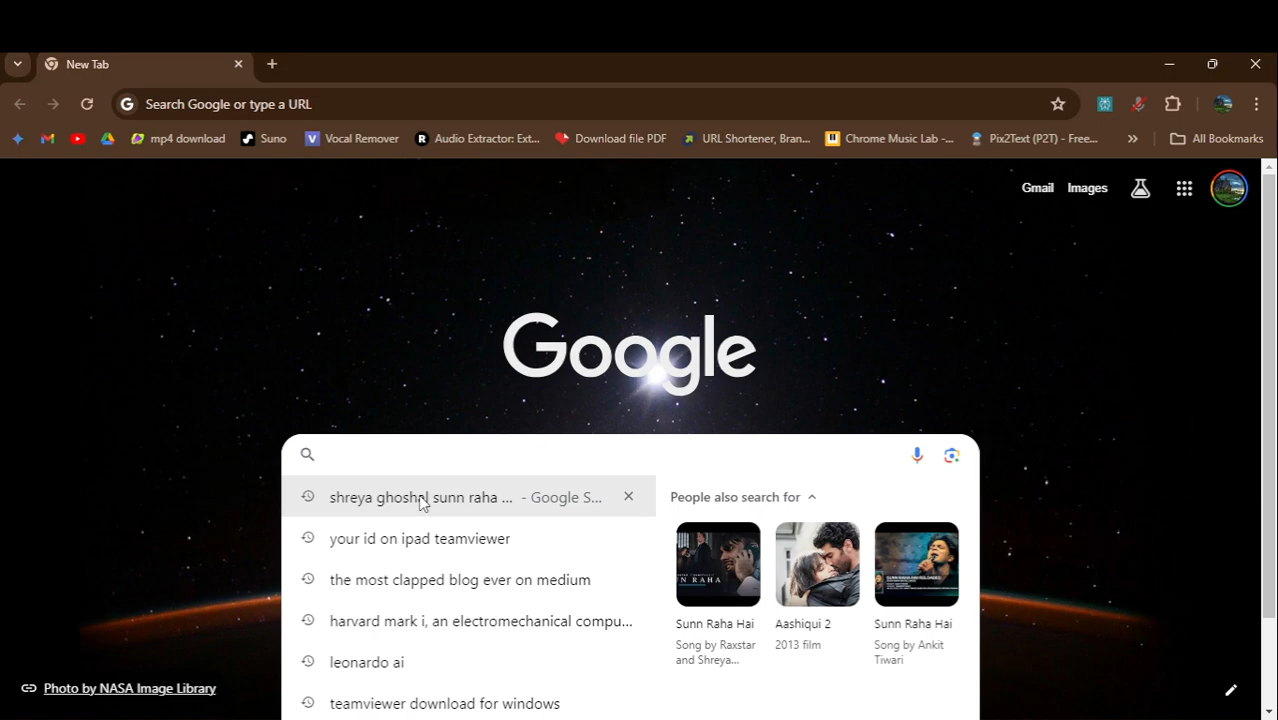 New Tab
Search Google or type a URL
mp4 download
Suno
Vocal Remover
Audio Extractor: Ext...
Download file PDF
URL Shortener, Bran...
Chrome Music Lab -...
Pix2Text (P2T) - Free...
All Bookmarks
Gmail
Images
Google
shreya ghoshal sunn raha ... - Google S...
People also search for
your id on ipad teamviewer
the most clapped blog ever on medium
harvard mark i, an electromechanical compu...
leonardo ai
teamviewer download for windows
Sunn Raha Hai
Song by Raxstar
and Shreya...
Aashiqui 2
2013 film
Sunn Raha Hai
Song by Ankit
Tiwari
Photo by NASA Image Library